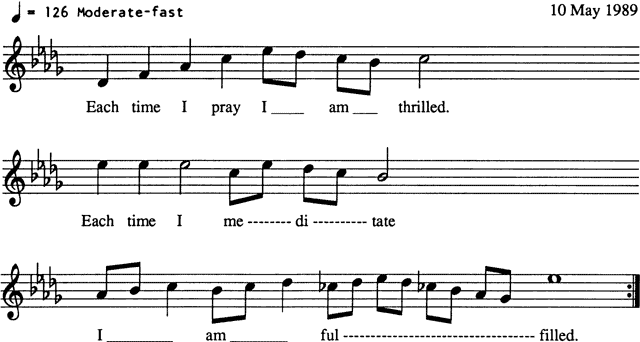 ♩ = 126 Moderate-fast 10 May 1989
Each time I pray I ____ am ___ thrilled.
Each time I me -------- di ---------- tate
I ________ am _______ ful ----------------------------------- filled.